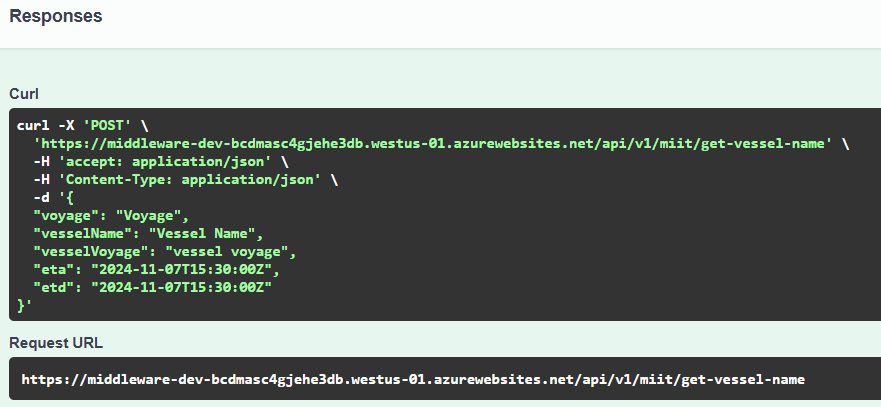 Responses
Curl
curl -X 'POST' \
  'https://middleware-dev-bcdmasc4gjehe3db.westus-01.azurewebsites.net/api/v1/miit/get-vessel-name' \
  -H 'accept: application/json' \
  -H 'Content-Type: application/json' \
  -d '{
  "voyage": "Voyage",
  "vesselName": "Vessel Name",
  "vesselVoyage": "vessel voyage",
  "eta": "2024-11-07T15:30:00Z",
  "etd": "2024-11-07T15:30:00Z"
}'
Request URL
https://middleware-dev-bcdmasc4gjehe3db.westus-01.azurewebsites.net/api/v1/miit/get-vessel-name